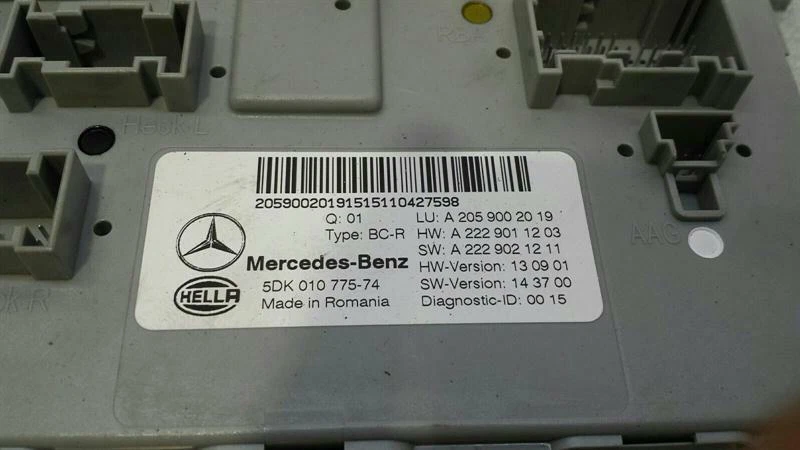 RBA
Heck L
20590020191515110427598
Q: 01 LU: A 205 900 20 19
Type: BC-R HW: A 222 901 12 03
SW: A 222 902 12 11
Mercedes-Benz HW-Version: 13 09 01
HELLA 5DK 010 775-74 SW-Version: 14 37 00
Made in Romania Diagnostic-ID: 00 15
AAG